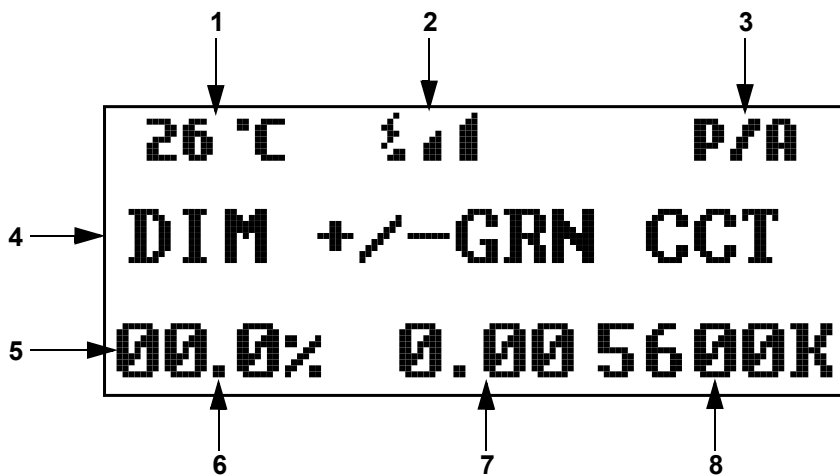 1 2 3
26 °C P/A
4 DIM +/-GRN CCT
5 00.0% 0.00 5600K
6 7 8